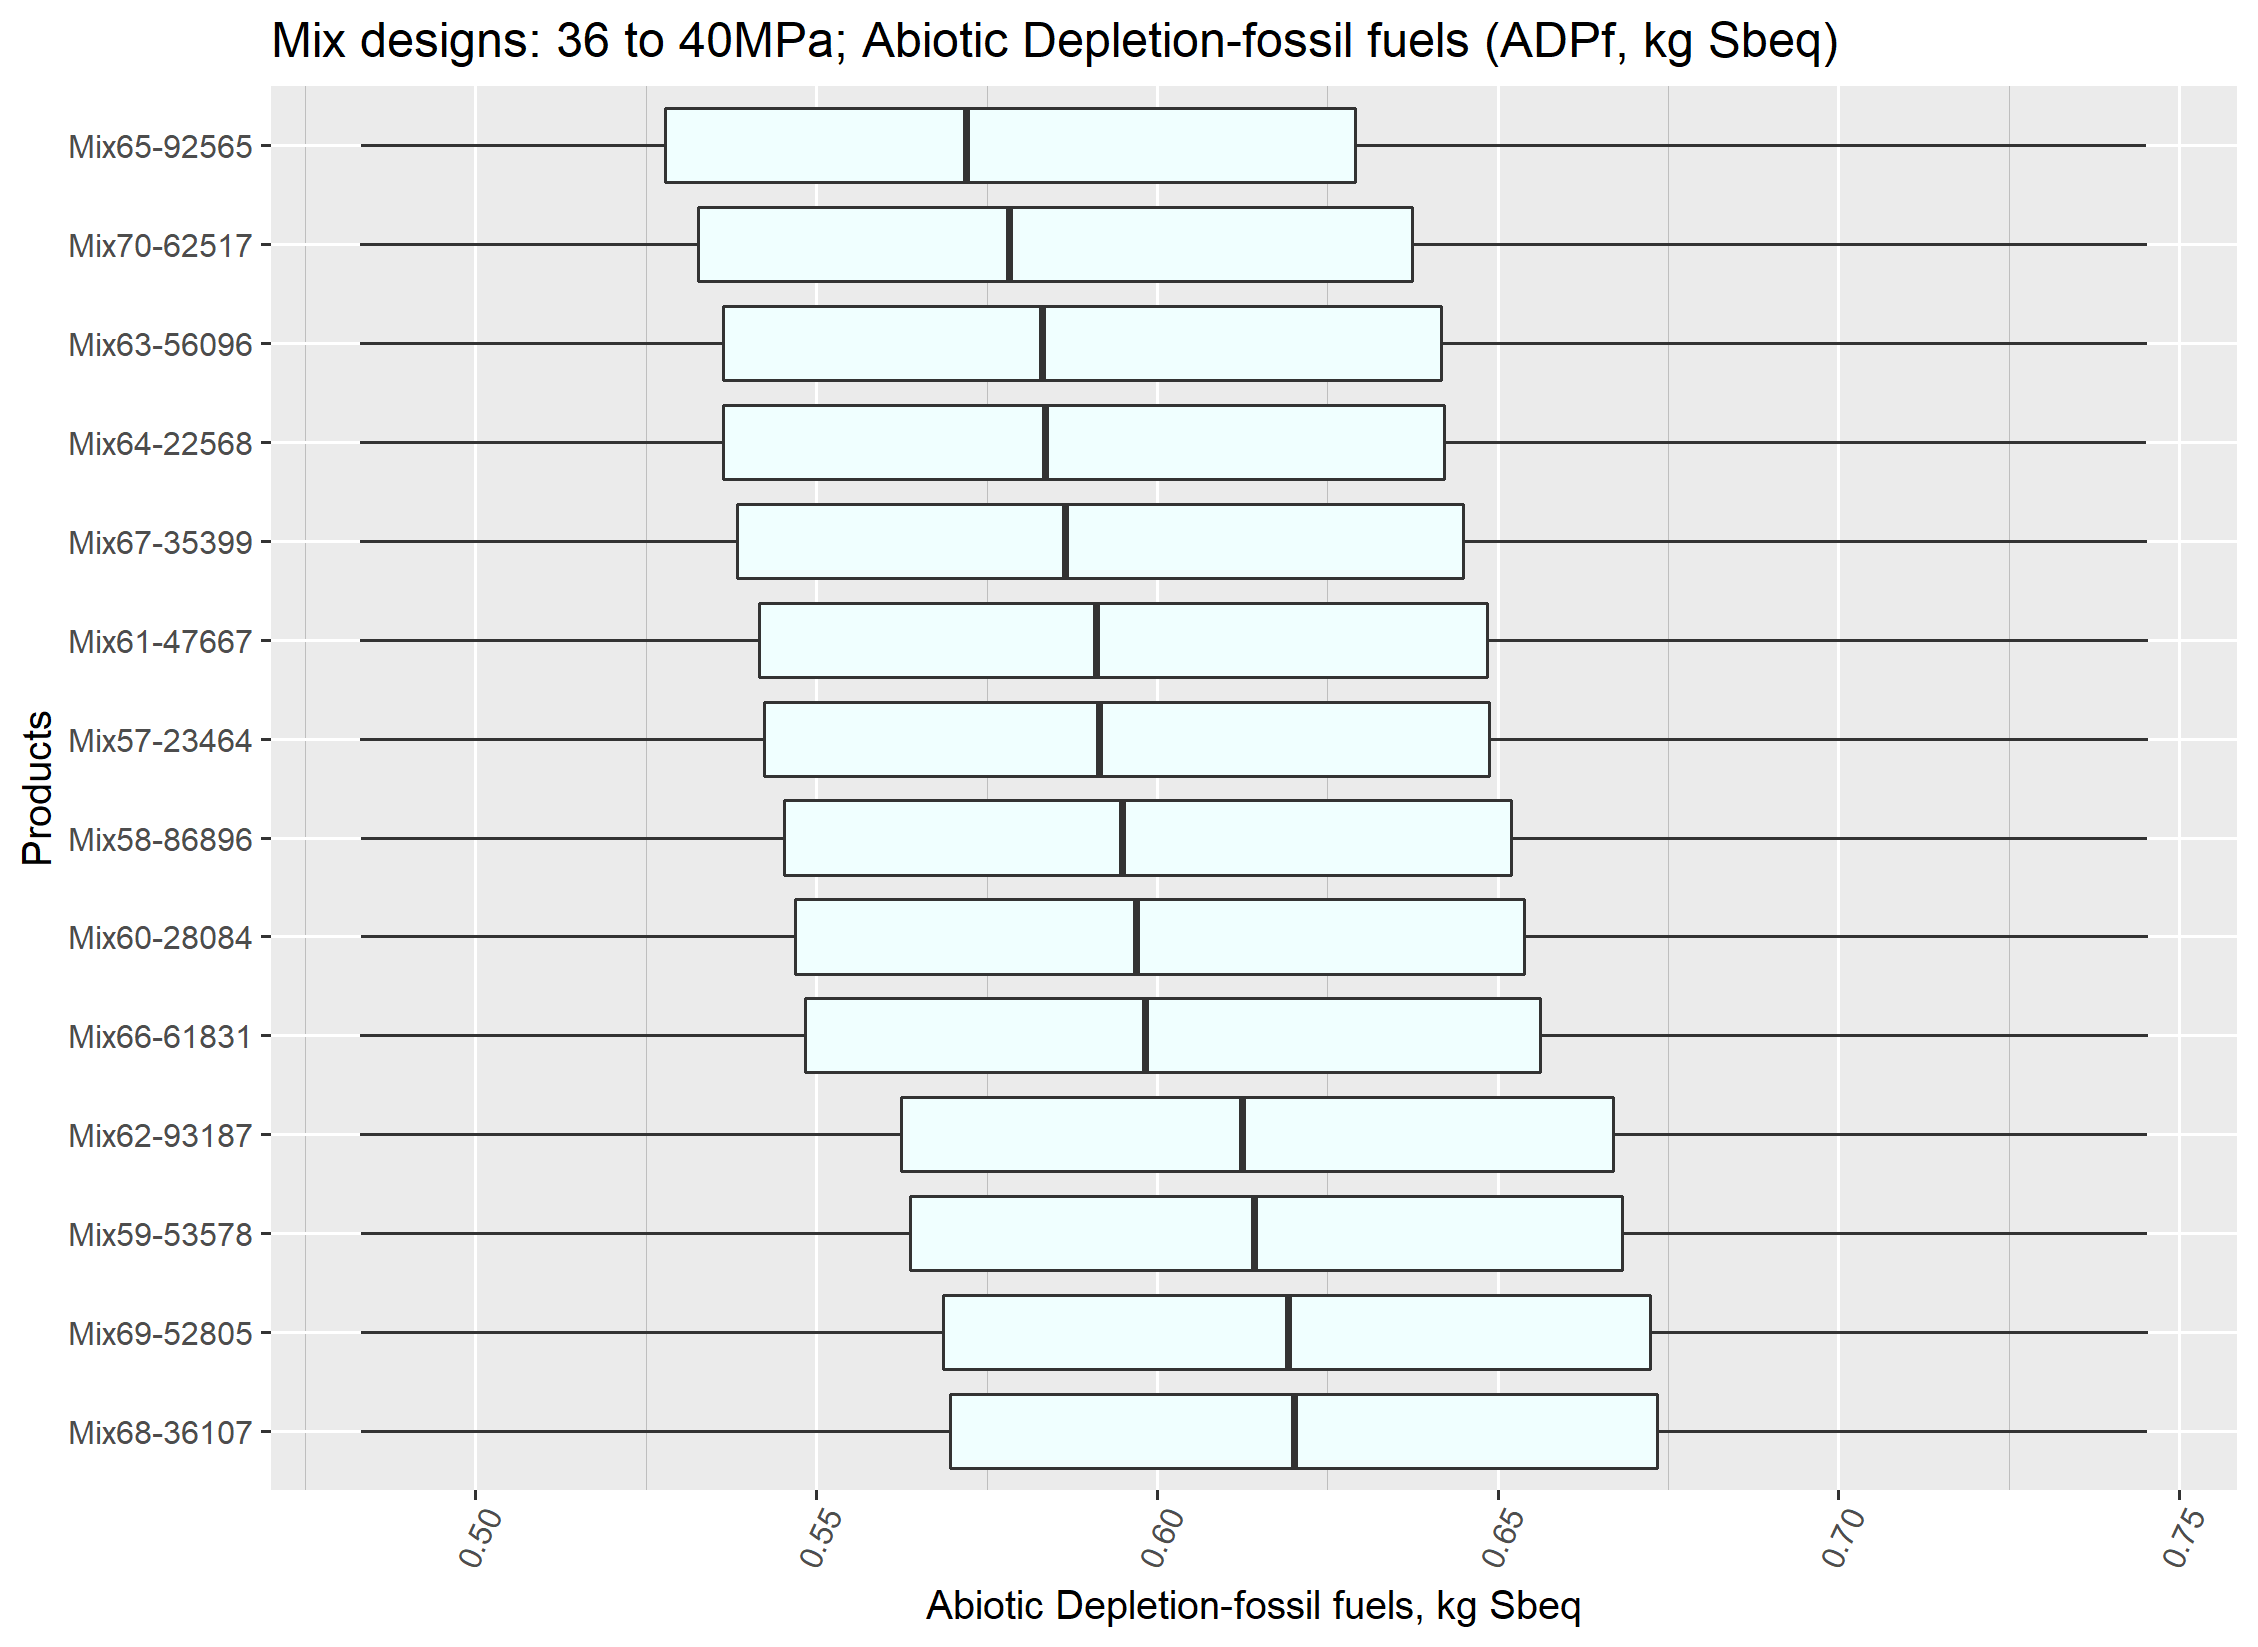 Mix designs: 36 to 40MPa; Abiotic Depletion-fossil fuels (ADPf, kg Sbeq)
Products
Mix65-92565
Mix70-62517
Mix63-56096
Mix64-22568
Mix67-35399
Mix61-47667
Mix57-23464
Mix58-86896
Mix60-28084
Mix66-61831
Mix62-93187
Mix59-53578
Mix69-52805
Mix68-36107
0.50 0.55 0.60 0.65 0.70 0.75
Abiotic Depletion-fossil fuels, kg Sbeq